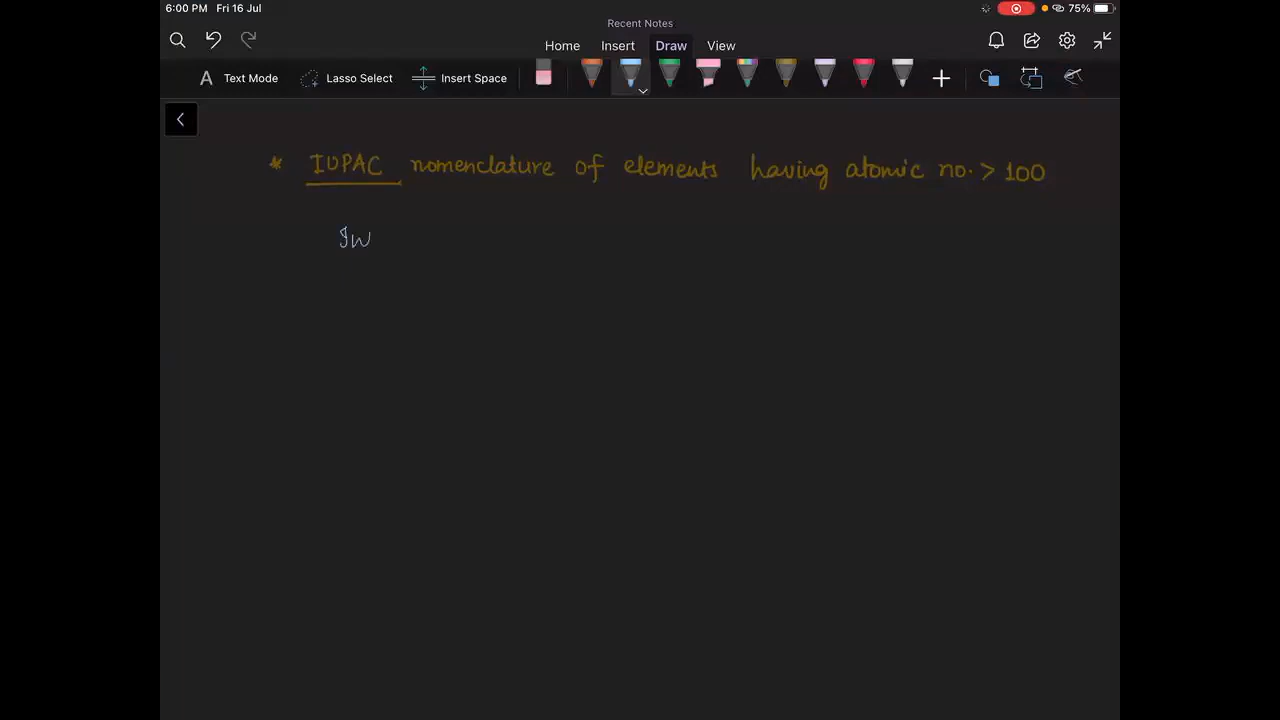 6:00 PM Fri 16 Jul 75%
Recent Notes
Home Insert Draw View
A Text Mode Lasso Select Insert Space
* IUPAC nomenclature of elements having atomic no. > 100